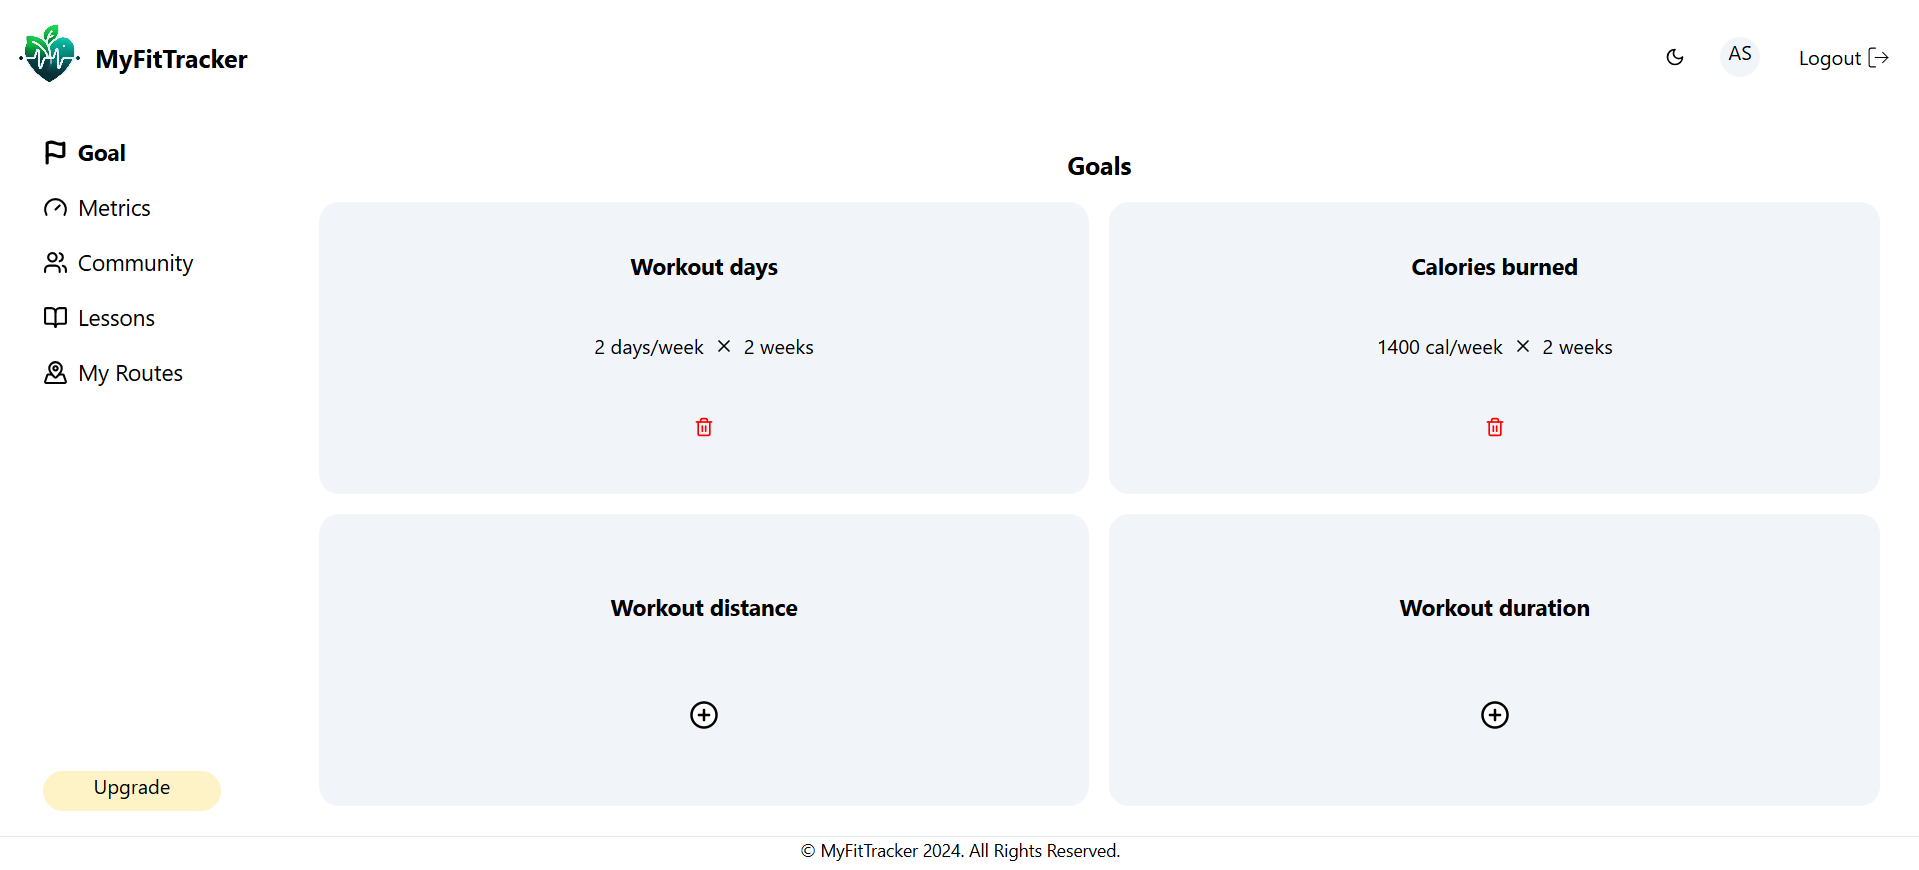 MyFitTracker
AS
Logout
Goal
Metrics
Community
Lessons
My Routes
Upgrade
Goals
Workout days
2 days/week × 2 weeks
Calories burned
1400 cal/week × 2 weeks
Workout distance
Workout duration
© MyFitTracker 2024. All Rights Reserved.